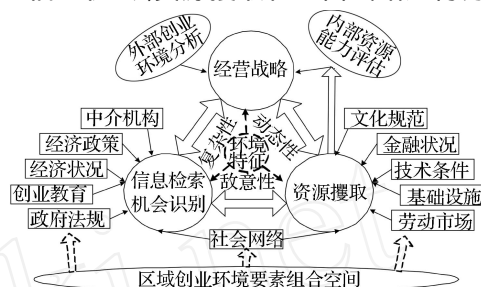 外部创业
环境分析
内部资源
能力评估
经营战略
复杂性
动态性
环境
特征
敌意性
中介机构
经济政策
经济状况
创业教育
政府法规
信息检索
机会识别
资源攫取
文化规范
金融状况
技术条件
基础设施
劳动市场
社会网络
区域创业环境要素组合空间